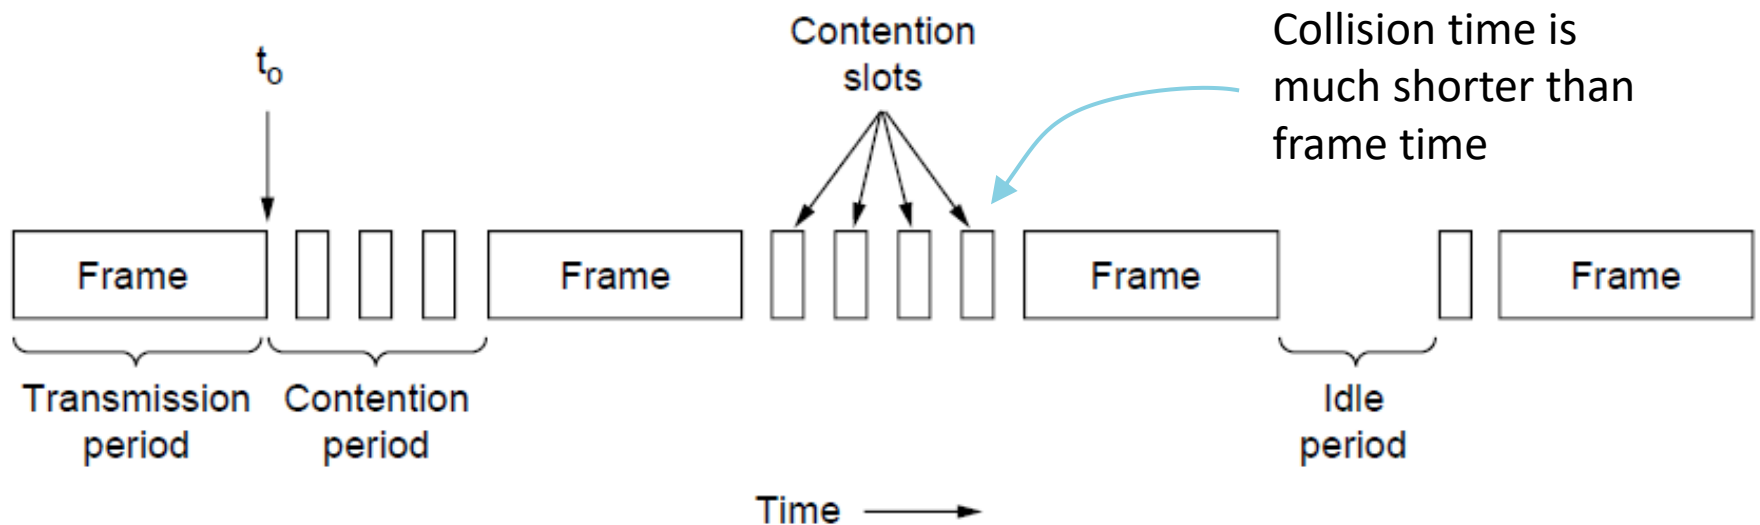 t0
Contention
slots
Collision time is
much shorter than
frame time
Frame
Frame
Frame
Frame
Transmission
period
Contention
period
Idle
period
Time